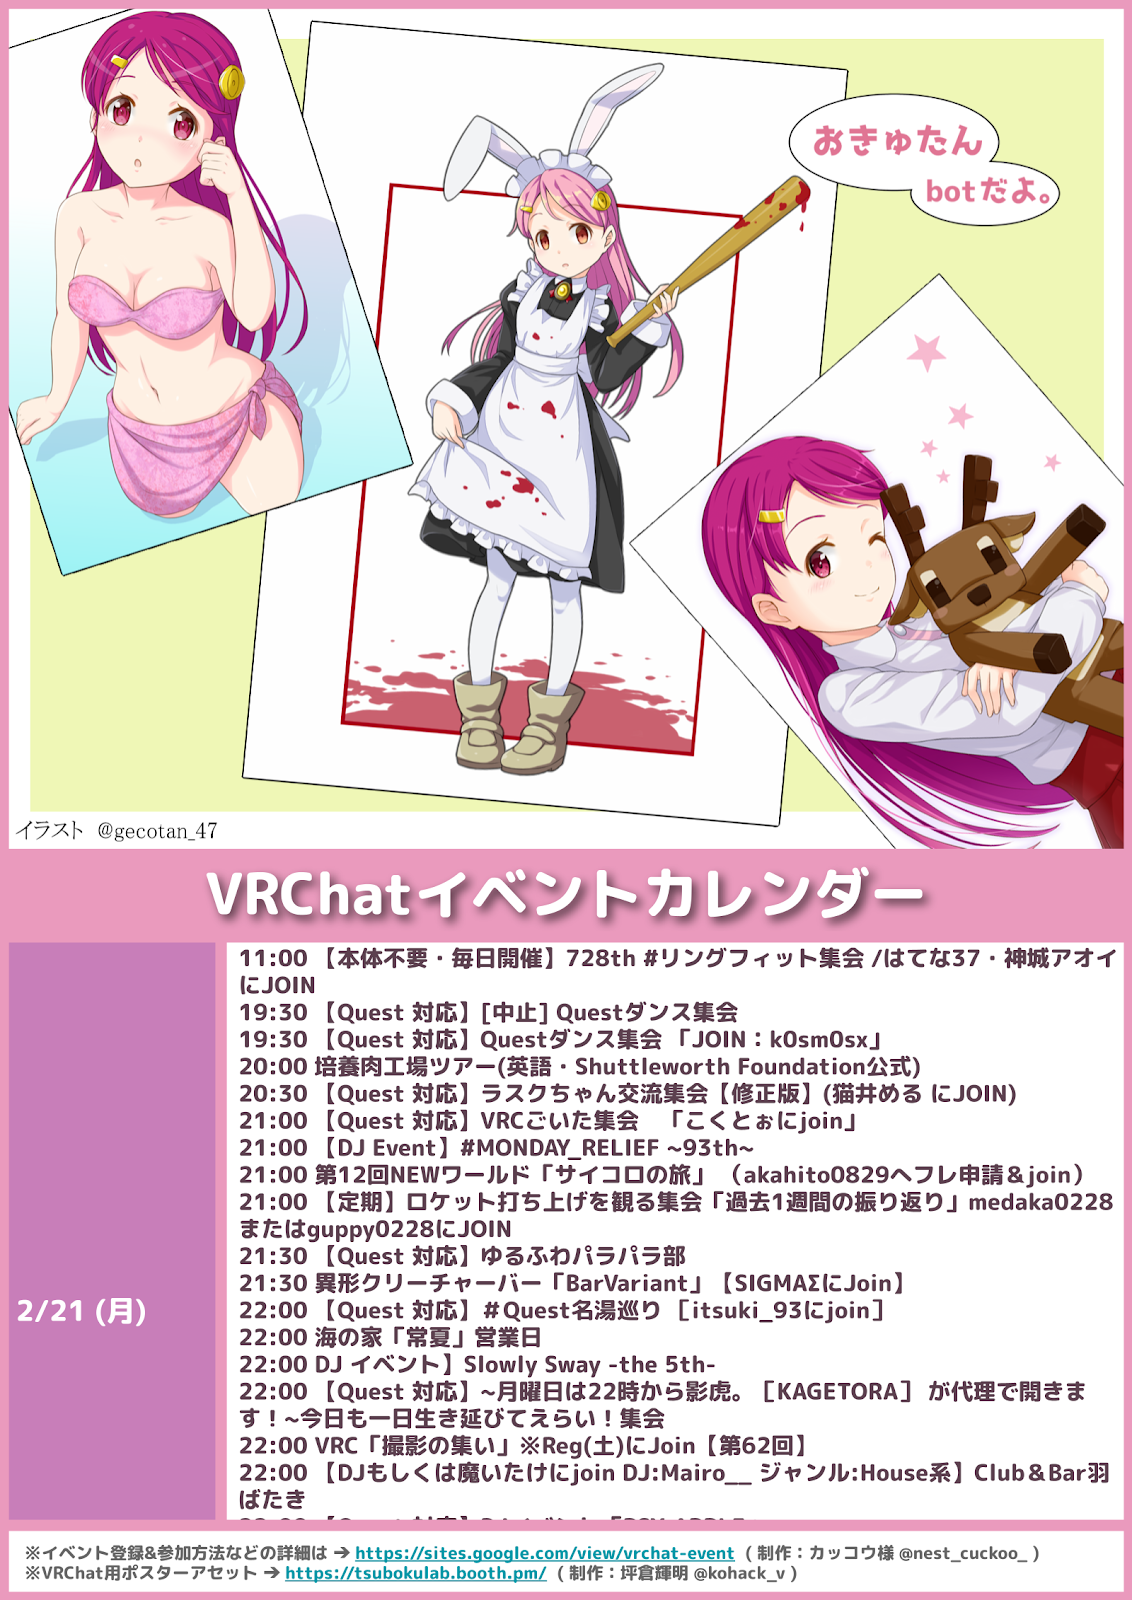 おきゅたん
botだよ。
イラスト @gecotan_47
VRChatイベントカレンダー
2/21 (月)
11:00 【本体不要・毎日開催】728th #リングフィット集会 /はてな37・神城アオイ
にJOIN
19:30 【Quest 対応】[中止] Questダンス集会
19:30 【Quest 対応】Questダンス集会 「JOIN：k0sm0sx」
20:00 培養肉工場ツアー(英語・Shuttleworth Foundation公式)
20:30 【Quest 対応】ラスクちゃん交流集会【修正版】(猫井める にJOIN)
21:00 【Quest 対応】VRCごいた集会　「こくとぉにjoin」
21:00 【DJ Event】#MONDAY_RELIEF ~93th~
21:00 第12回NEWワールド「サイコロの旅」 （akahito0829へフレ申請＆join）
21:00 【定期】ロケット打ち上げを観る集会「過去1週間の振り返り」medaka0228
またはguppy0228にJOIN
21:30 【Quest 対応】ゆるふわパラパラ部
21:30 異形クリーチャーバー「BarVariant」【SIGMAΣにJoin】
22:00 【Quest 対応】＃Quest名湯巡り ［itsuki_93にjoin］
22:00 海の家「常夏」営業日
22:00 DJ イベント】Slowly Sway -the 5th-
22:00 【Quest 対応】~月曜日は22時から影虎。［KAGETORA］ が代理で開きま
す！~今日も一日生き延びてえらい！集会
22:00 VRC「撮影の集い」※Reg(土)にJoin【第62回】
22:00 【DJもしくは魔いたけにjoin DJ:Mairo__ ジャンル:House系】Club＆Bar羽
ばたき
※イベント登録&参加方法などの詳細は → https://sites.google.com/view/vrchat-event ( 制作：カッコウ様 @nest_cuckoo_ )
※VRChat用ポスターアセット → https://tsubokulab.booth.pm/ ( 制作：坪倉輝明 @kohack_v )